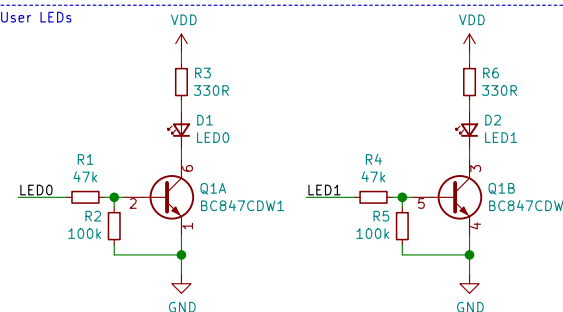 User LEDs
VDD
R3
330R
D1
LED0
R1
47k
LED0
6
2
Q1A
BC847CDW1
R2
100k
1
GND
VDD
R6
330R
D2
LED1
R4
47k
LED1
3
5
Q1B
BC847CDW
R5
100k
4
GND